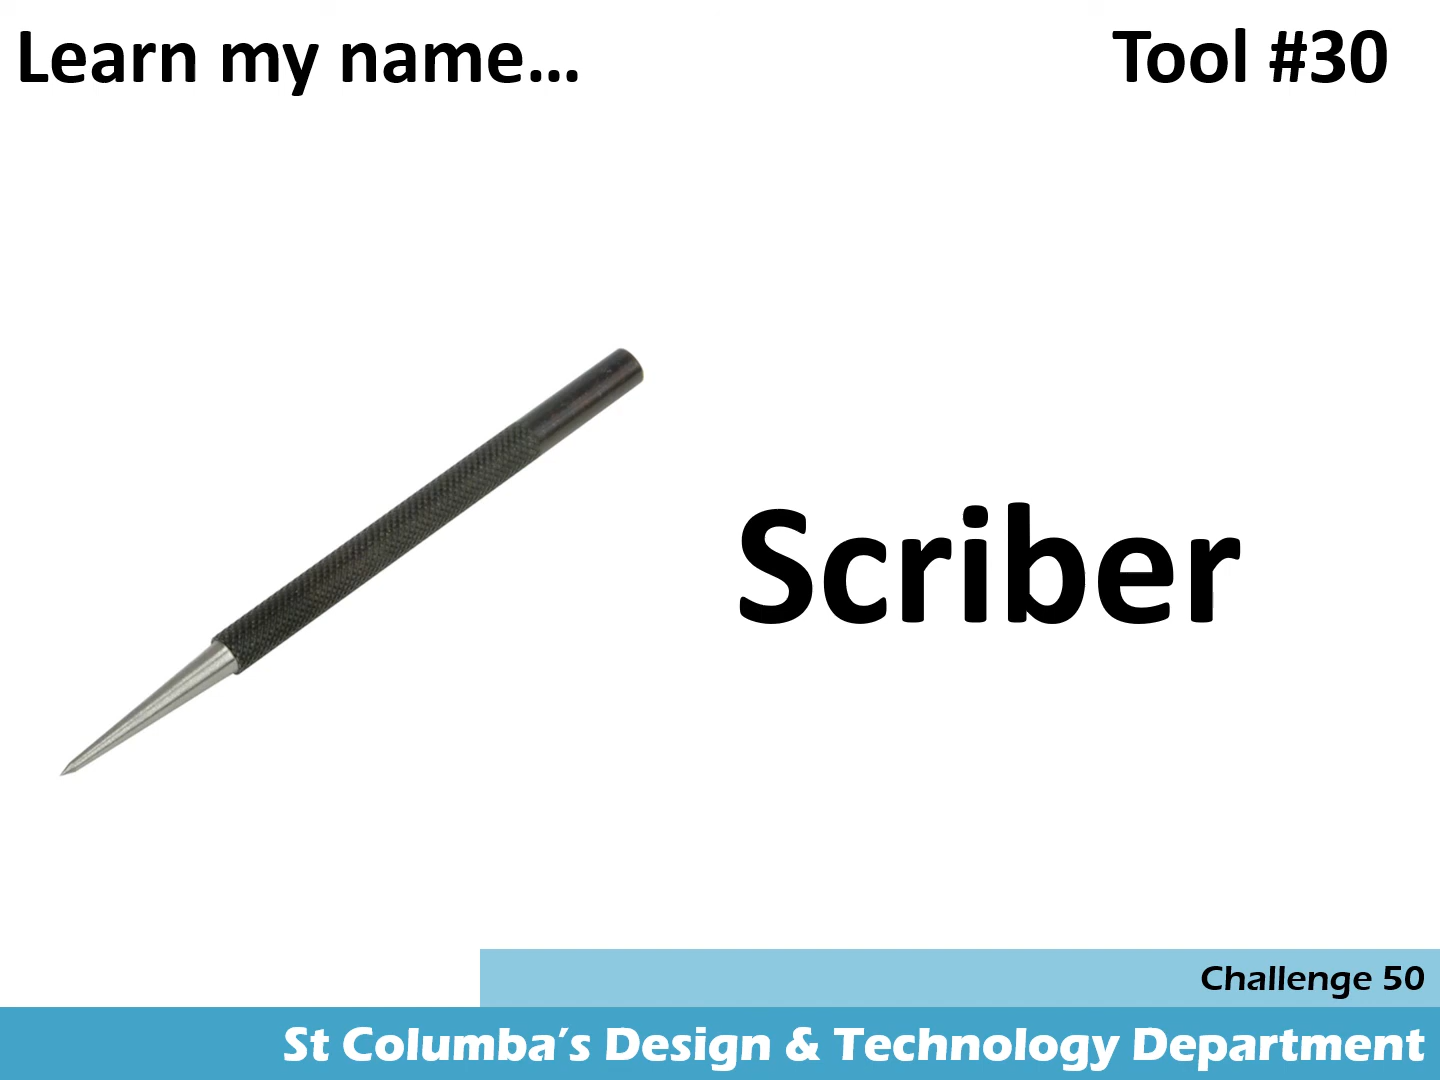 Learn my name...
Tool #30
Scriber
Challenge 50
St Columba's Design & Technology Department